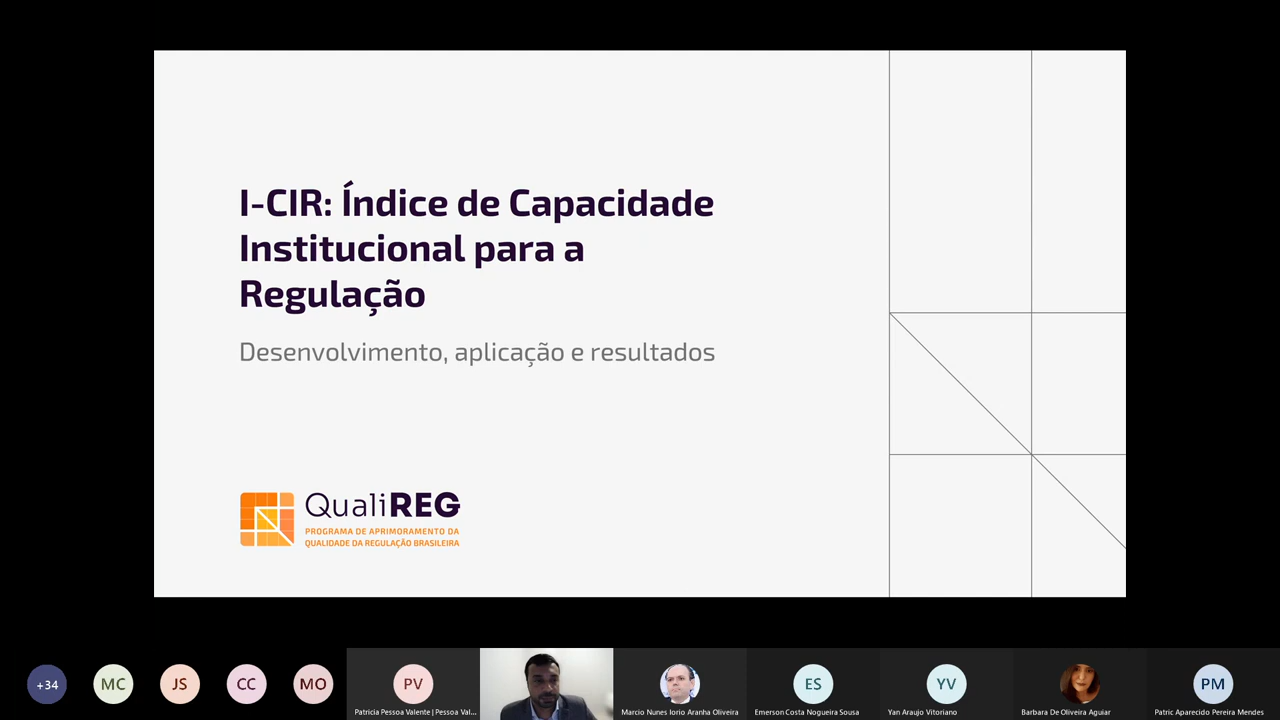 I-CIR: Índice de Capacidade
Institucional para a
Regulação
Desenvolvimento, aplicação e resultados
QualiREG
PROGRAMA DE APRIMORAMENTO DA
QUALIDADE DA REGULAÇÃO BRASILEIRA
+34
MC
JS
CC
MO
PV
ES
YV
PM
Patricia Pessoa Valente | Pessoa Val...
Marcio Nunes Iorio Aranha Oliveira
Emerson Costa Nogueira Sousa
Yan Araujo Vitoriano
Barbara De Oliveira Aguiar
Patric Aparecido Pereira Mendes